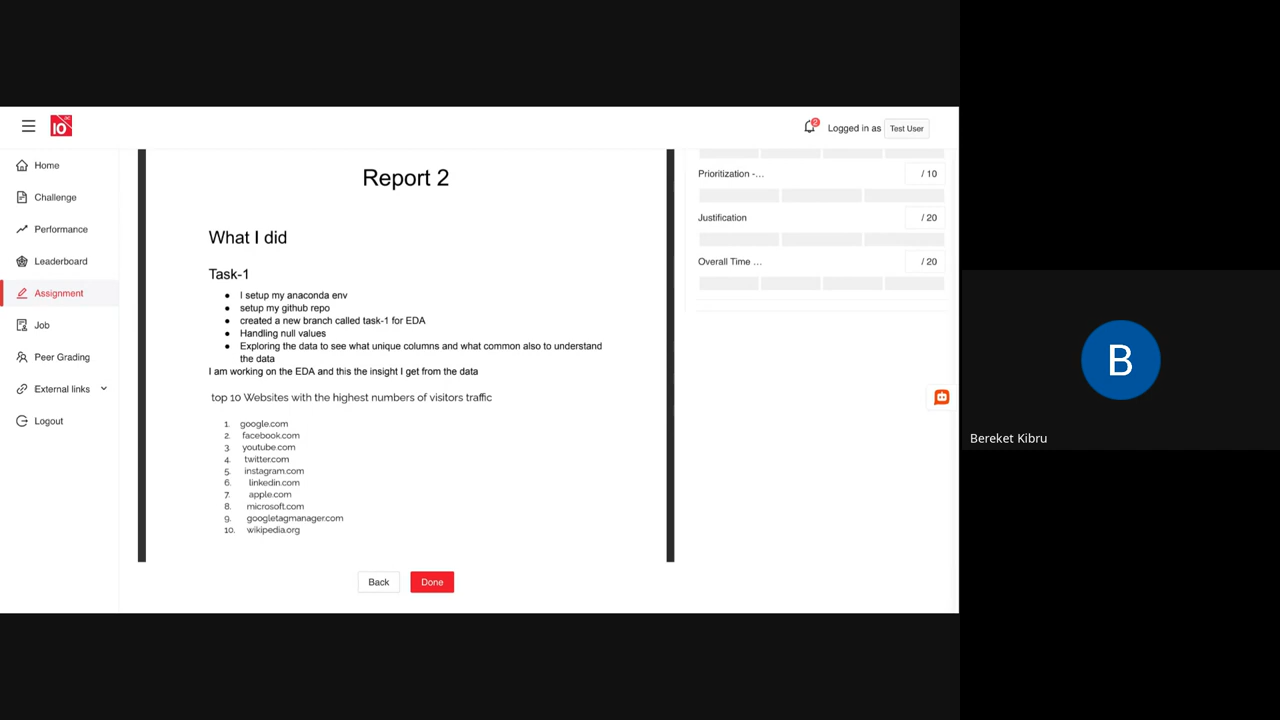 10
2
Logged in as
Test User
Home
Challenge
Performance
Leaderboard
Assignment
Job
Peer Grading
External links
Logout
Report 2
What I did
Task-1
● I setup my anaconda env
● setup my github repo
● created a new branch called task-1 for EDA
● Handling null values
● Exploring the data to see what unique columns and what common also to understand
the data
I am working on the EDA and this the insight I get from the data
top 10 Websites with the highest numbers of visitors traffic
1. google.com
2. facebook.com
3 youtube.com
4. twitter.com
5. instagram.com
6. linkedin.com
7. apple.com
8. microsoft.com
9. googletagmanager.com
10. wikipedia.org
Back
Done
Prioritization -...
/ 10
Justification
/ 20
Overall Time ...
/ 20
B
Bereket Kibru